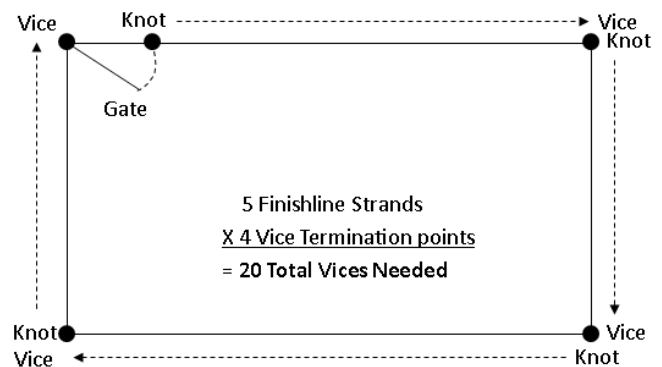 Vice
Knot
Vice
Knot
Gate
5 Finishline Strands
X 4 Vice Termination points
= 20 Total Vices Needed
Knot
Vice
Vice
Knot